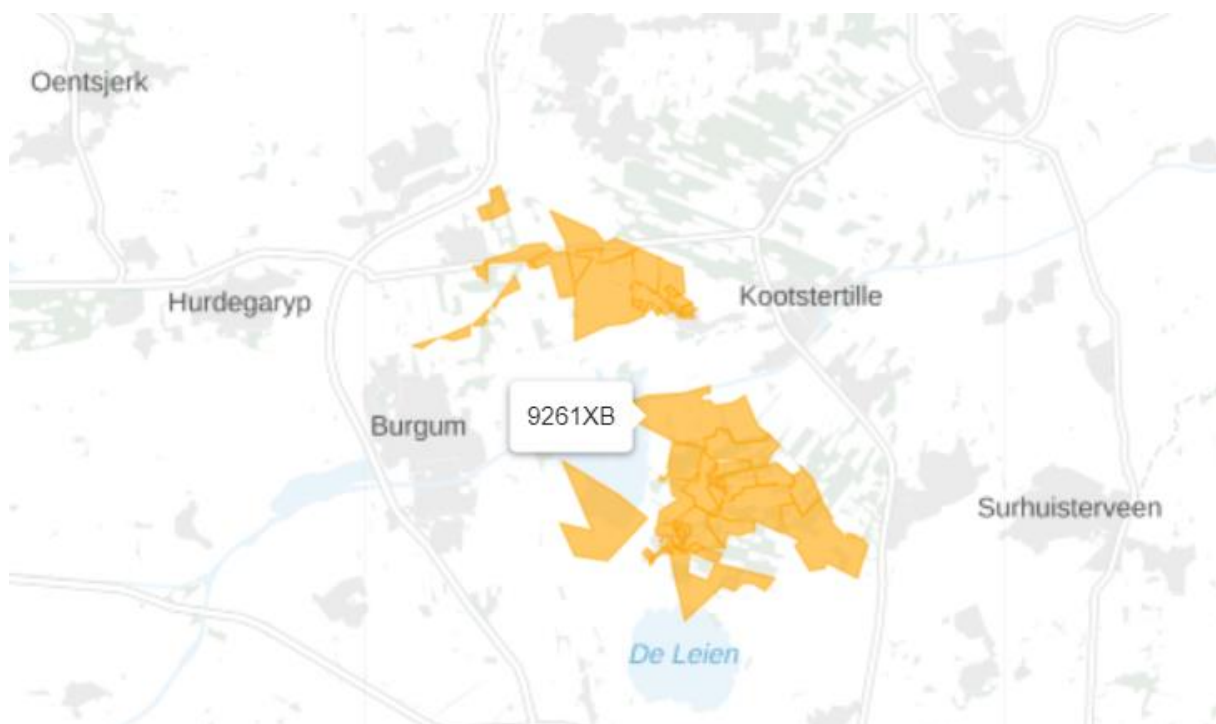 Oentsjerk
Hurdegaryp
Kootstertille
Burgum
9261XB
Surhuisterveen
De Leien